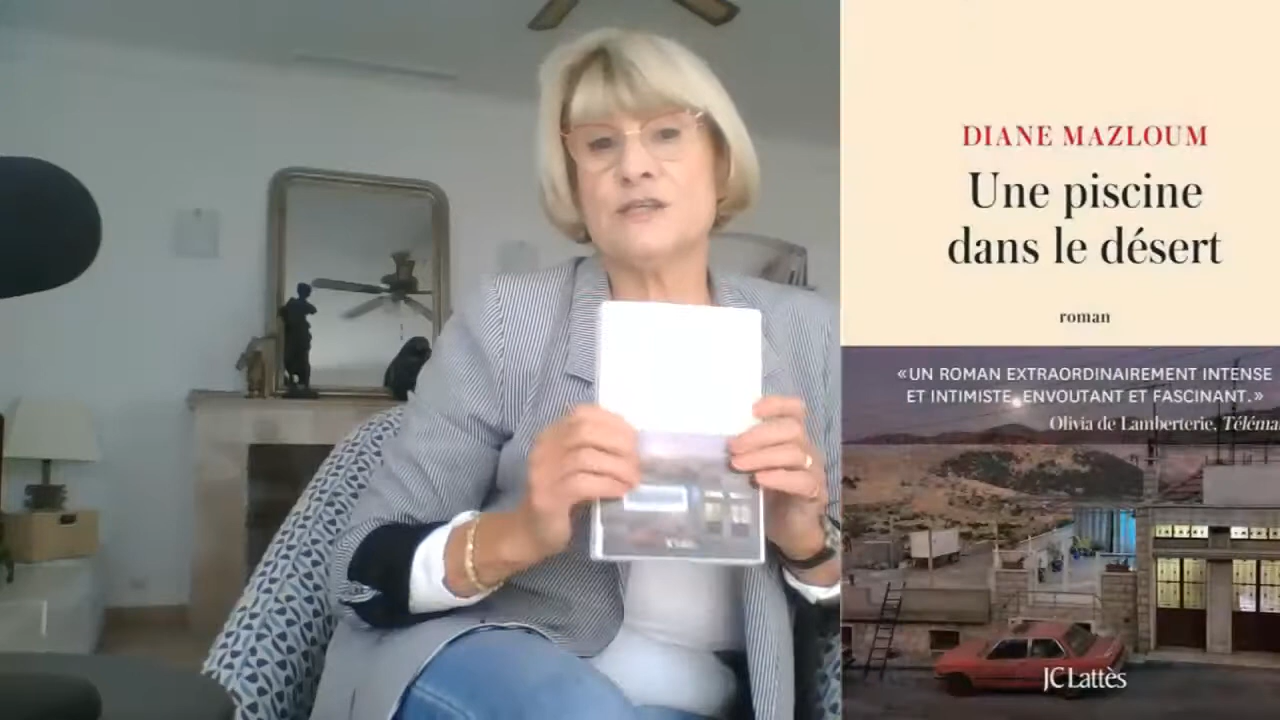 DIANE MAZLOUM
Une piscine
dans le désert
roman
«UN ROMAN EXTRAORDINAIREMENT INTENSE
ET INTIMISTE, ENVOUTANT ET FASCINANT.»
Olivia de Lamberterie, Téléma
JC Lattès